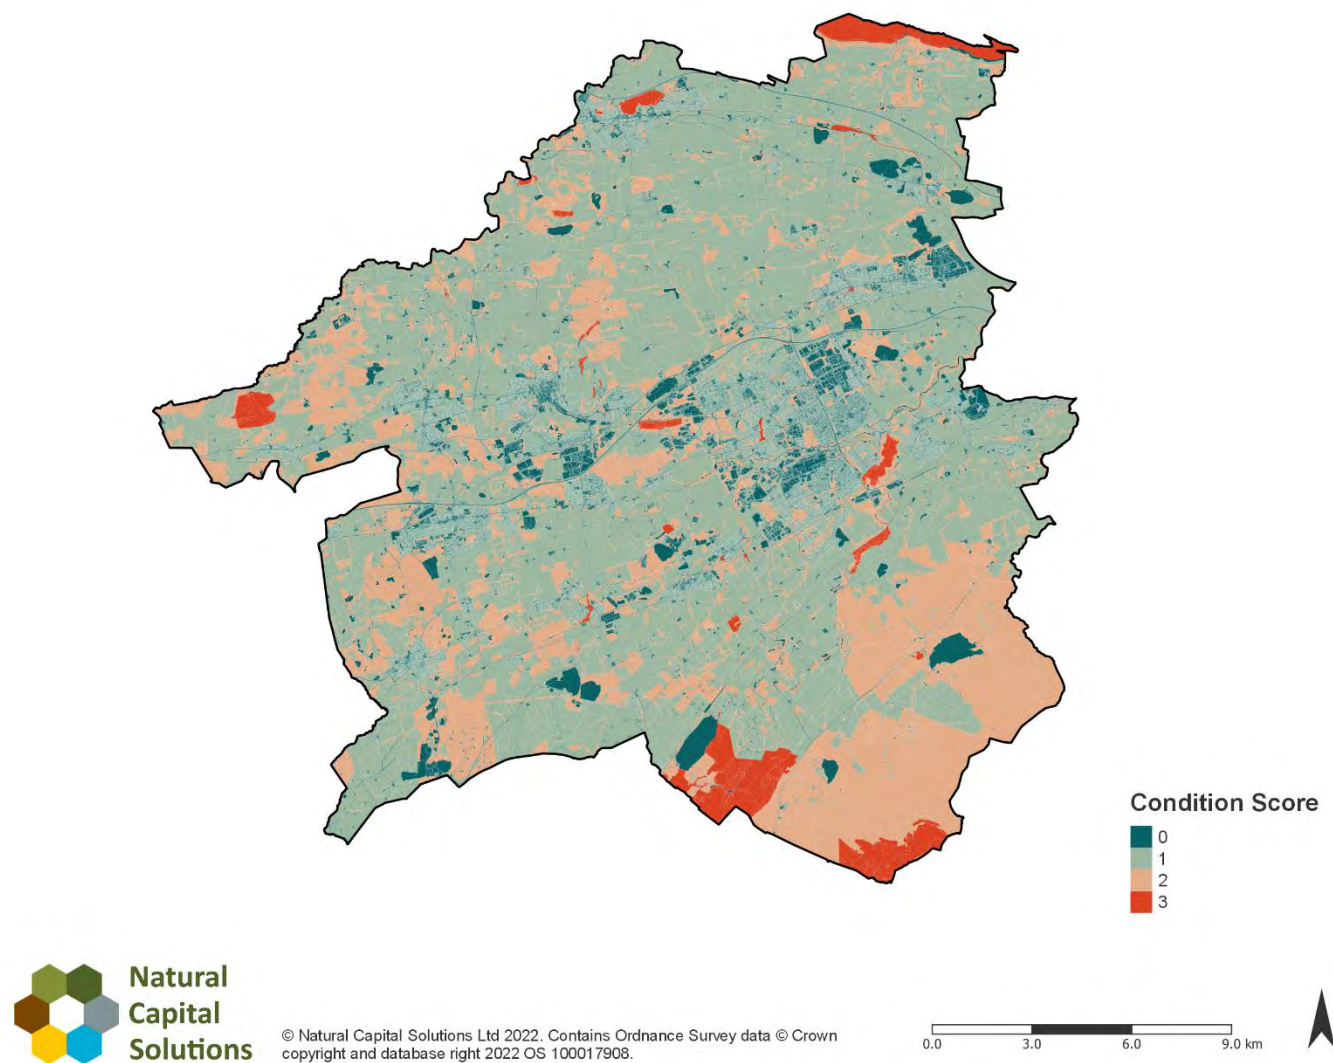 Condition Score
0
1
2
3
Natural
Capital
Solutions
© Natural Capital Solutions Ltd 2022. Contains Ordnance Survey data © Crown
copyright and database right 2022 OS 100017908.
0.0 3.0 6.0 9.0 km